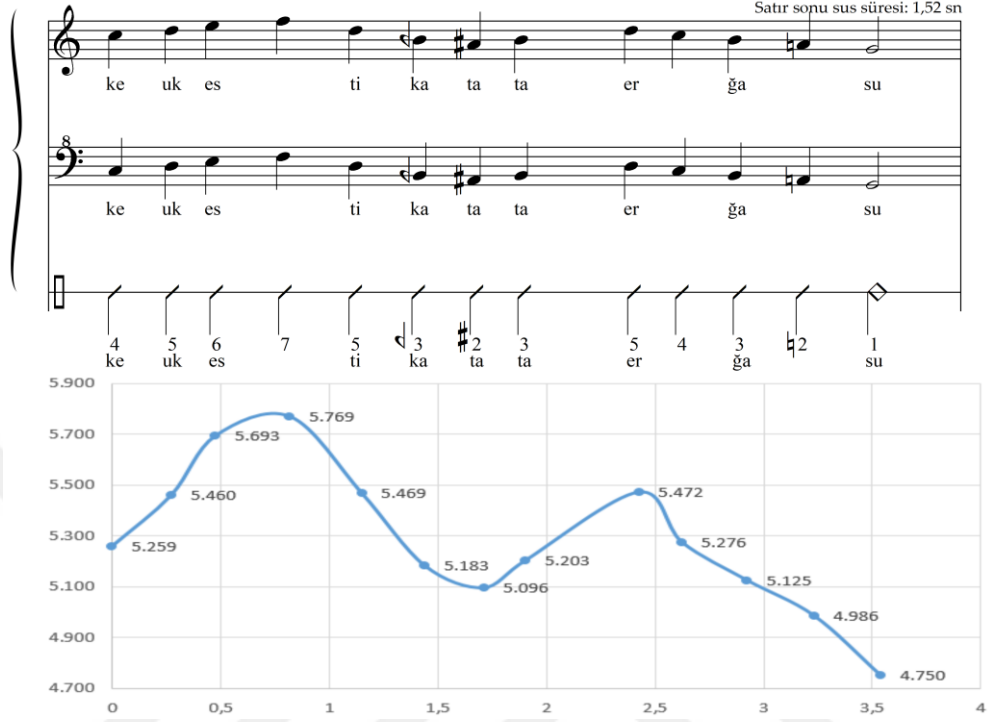 Satır sonu sus süresi: 1,52 sn
ke uk es ti ka ta ta er ğa su
8
ke uk es ti ka ta ta er ğa su
4 5 6 7 5 3 2 3 5 4 3 2 1
ke uk es ti ka ta ta er ğa su
5.900
5.700
5.500
5.300
5.100
4.900
4.700
5.259 5.460 5.693 5.769 5.469 5.183 5.096 5.203 5.472 5.276 5.125 4.986 4.750
0 0,5 1 1,5 2 2,5 3 3,5 4